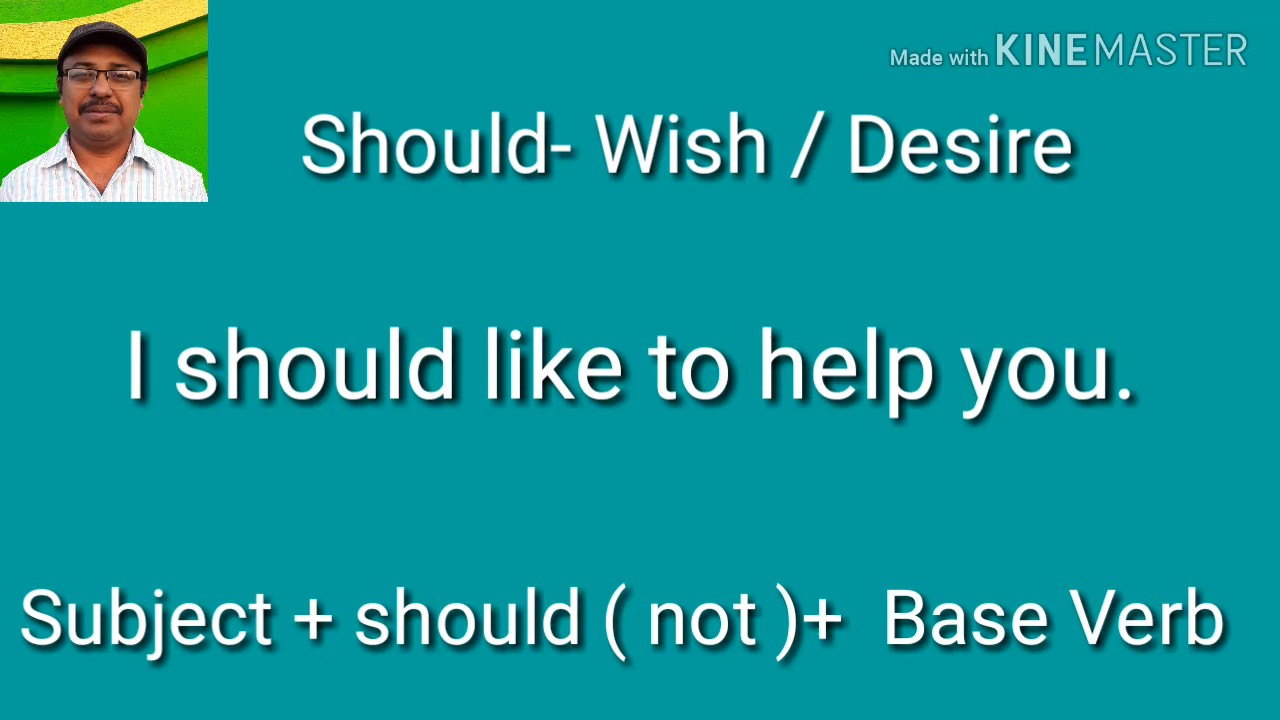 Made with KINEMASTER
Should- Wish / Desire
I should like to help you.
Subject + should ( not )+ Base Verb